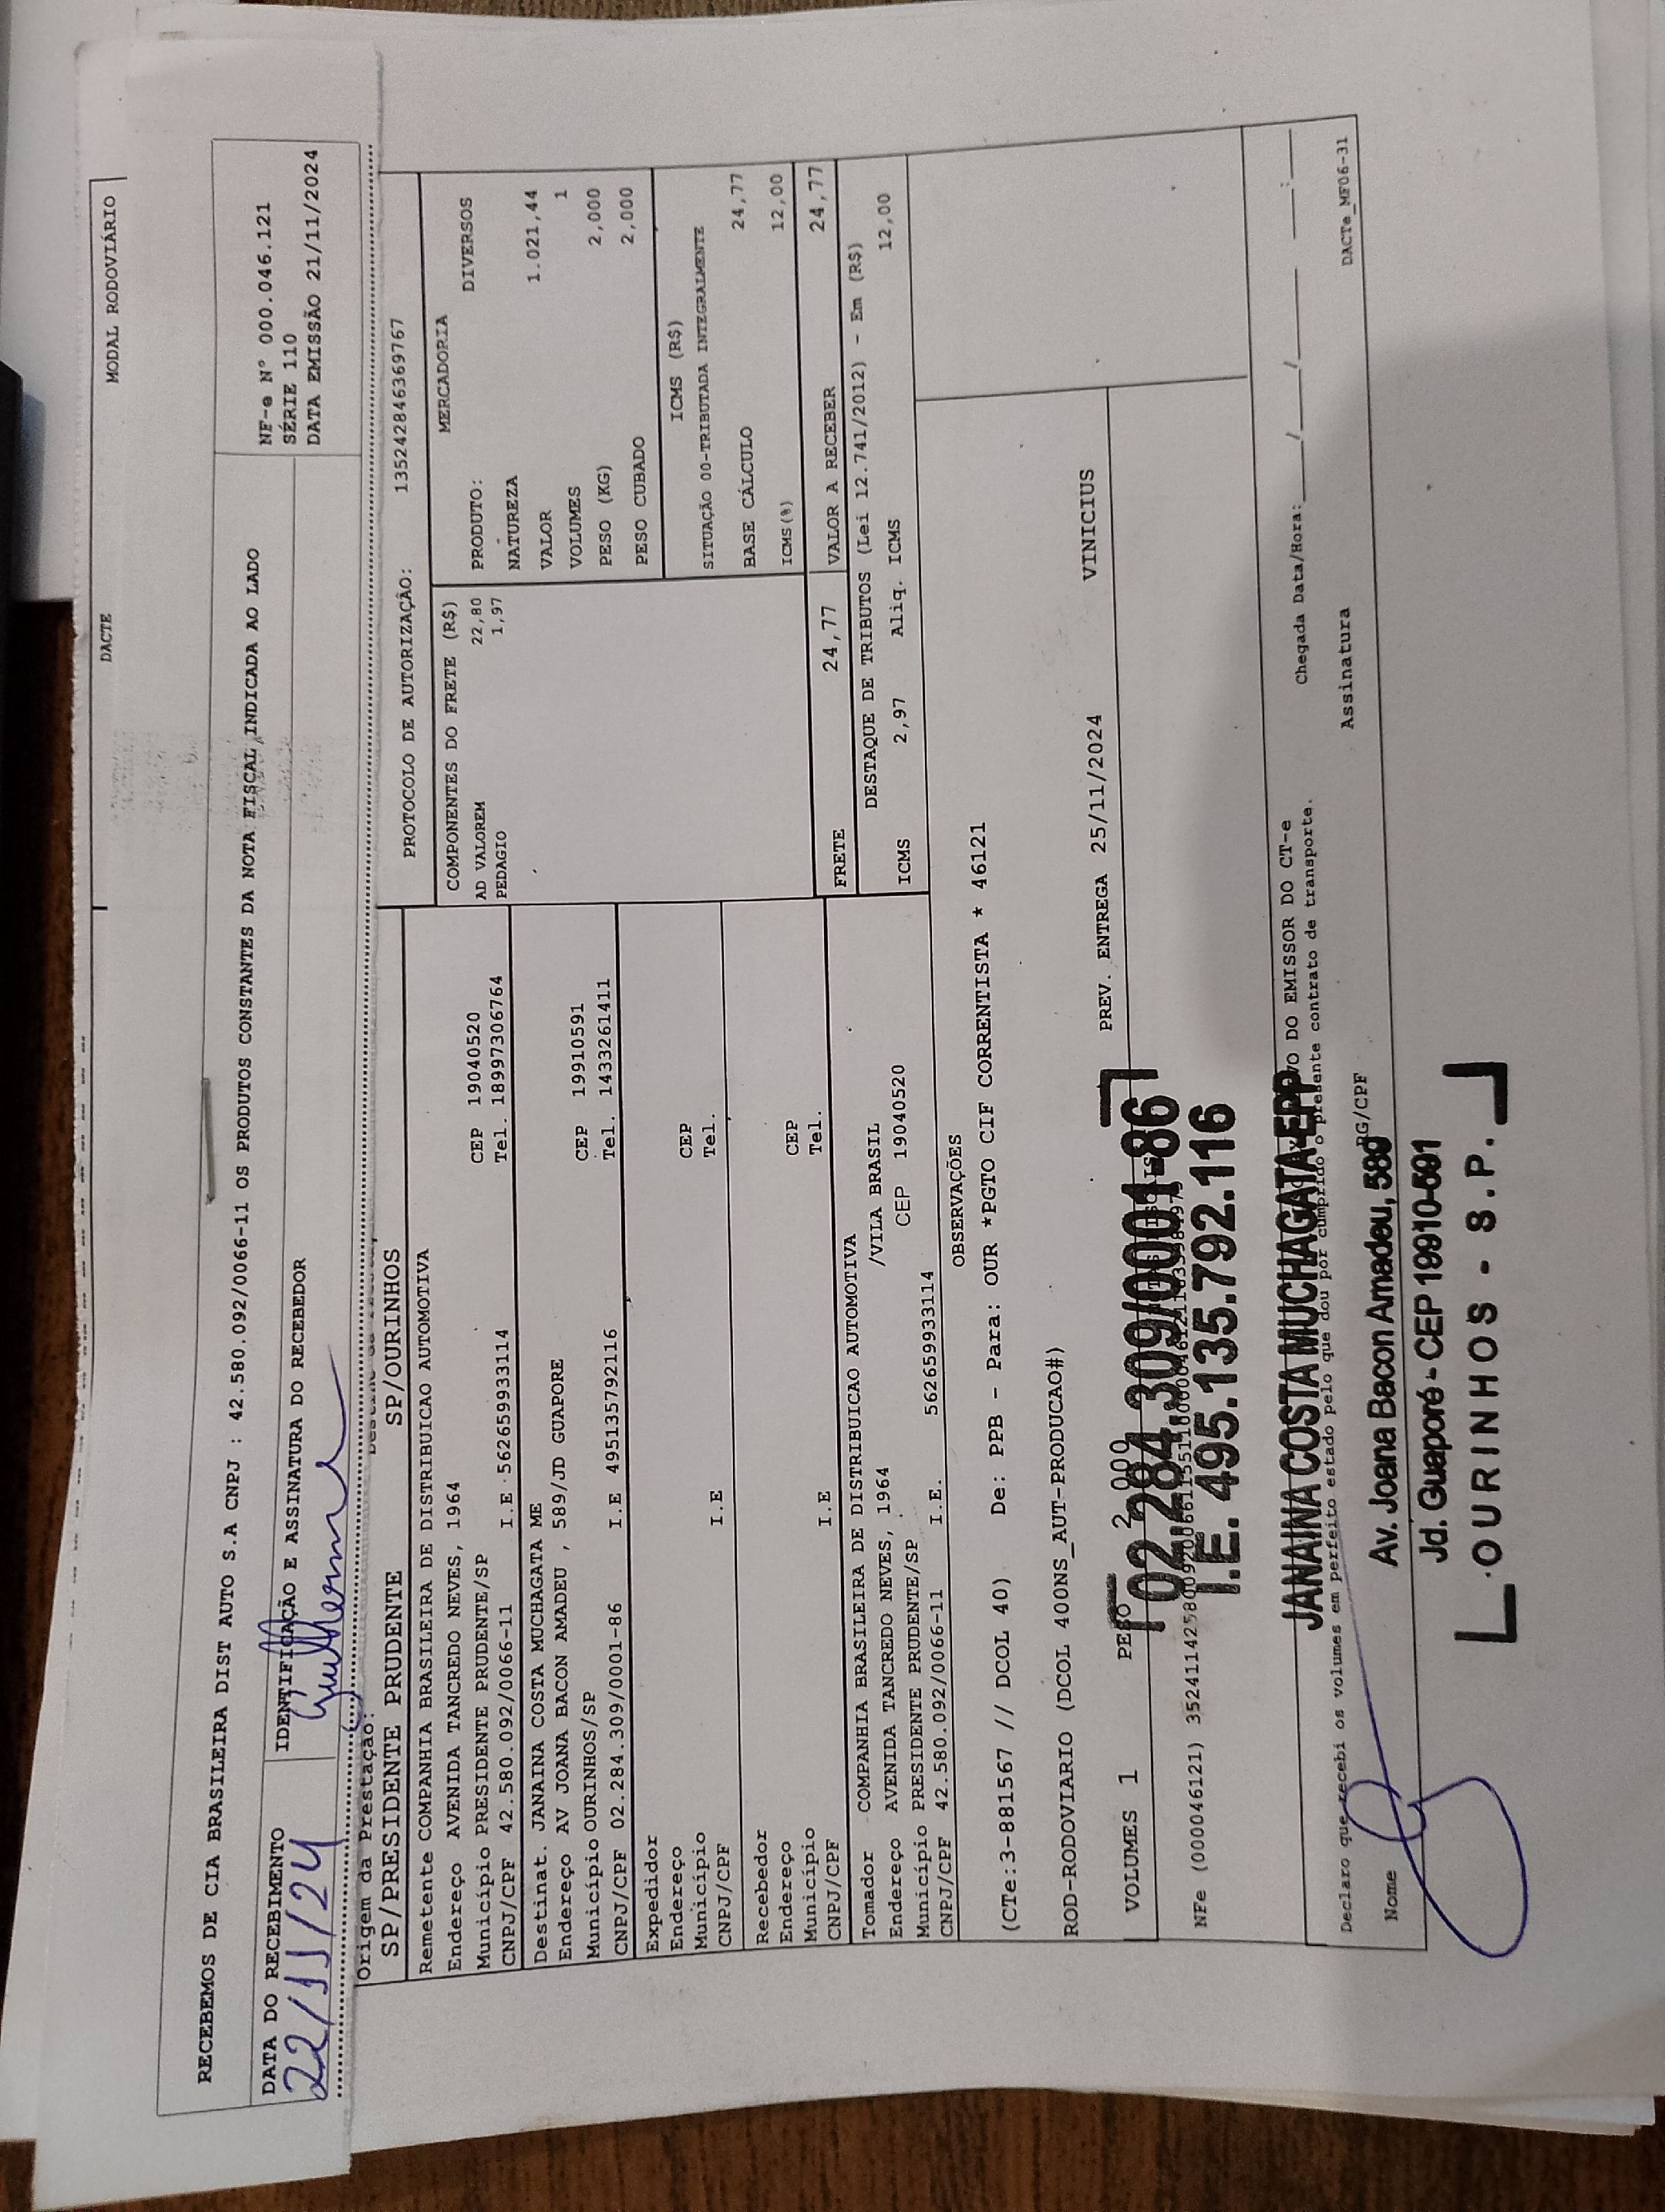 DACTE
MODAL RODOVIÁRIO
RECEBEMOS DE CIA BRASILEIRA DIST AUTO S.A CNPJ : 42.580.092/0066-11 OS PRODUTOS CONSTANTES DA NOTA FISCAL INDICADA AO LADO
NF-e N° 000.046.121
SÉRIE 110
DATA EMISSÃO 21/11/2024
DATA DO RECEBIMENTO
22/11/24
IDENTIFICAÇÃO E ASSINATURA DO RECEBEDOR
Guilherme
Origem da Prestação:
SP/PRESIDENTE PRUDENTE
SP/OURINHOS
PROTOCOLO DE AUTORIZAÇÃO: 135242846369767
Remetente COMPANHIA BRASILEIRA DE DISTRIBUICAO AUTOMOTIVA
Endereço AVENIDA TANCREDO NEVES, 1964
Município PRESIDENTE PRUDENTE/SP CEP 19040520
CNPJ/CPF 42.580.092/0066-11 I.E 562659933114 Tel. 18997306764
Destinat. JANAINA COSTA MUCHAGATA ME
Endereço AV JOANA BACON AMADEU , 589/JD GUAPORE
Município OURINHOS/SP CEP 19910591
CNPJ/CPF 02.284.309/0001-86 I.E 495135792116 Tel. 1433261411
Expedidor
Endereço
Município CEP
CNPJ/CPF I.E Tel.
Recebedor
Endereço
Município CEP
CNPJ/CPF I.E Tel.
Tomador COMPANHIA BRASILEIRA DE DISTRIBUICAO AUTOMOTIVA
Endereço AVENIDA TANCREDO NEVES, 1964 /VILA BRASIL
Município PRESIDENTE PRUDENTE/SP CEP 19040520
CNPJ/CPF 42.580.092/0066-11 I.E. 562659933114
COMPONENTES DO FRETE (R$)
AD VALOREM 22,80
PEDAGIO 1,97
MERCADORIA
PRODUTO: DIVERSOS
NATUREZA
VALOR 1.021,44
VOLUMES 1
PESO (KG) 2,000
PESO CUBADO 2,000
ICMS (R$)
SITUAÇÃO 00-TRIBUTADA INTEGRALMENTE
BASE CÁLCULO 24,77
ICMS(%) 12,00
FRETE 24,77 VALOR A RECEBER 24,77
DESTAQUE DE TRIBUTOS (Lei 12.741/2012) - Em (R$)
ICMS 2,97 Aliq. ICMS 12,00
OBSERVAÇÕES
(CTe:3-881567 // DCOL 40) De: PPB - Para: OUR *PGTO CIF CORRENTISTA * 46121
ROD-RODOVIARIO (DCOL 400NS_AUT-PRODUCAO#)
VOLUMES 1 PESO 2,000 PREV. ENTREGA 25/11/2024 VINICIUS
NFe (000046121)
DO EMISSOR DO CT-e
Declaro que recebi os volumes em perfeito estado pelo que dou por cumprido o presente contrato de transporte.
Chegada Data/Hora: / / :
Nome
RG/CPF
Assinatura
DACTe_MF06-31
02.284.309/0001-86
I.E. 495.135.792.116
JANAINA COSTA MUCHAGATA-EPP
Av. Joana Bacon Amadeu, 589
Jd. Guaporé - CEP 19910-591
OURINHOS - S.P.